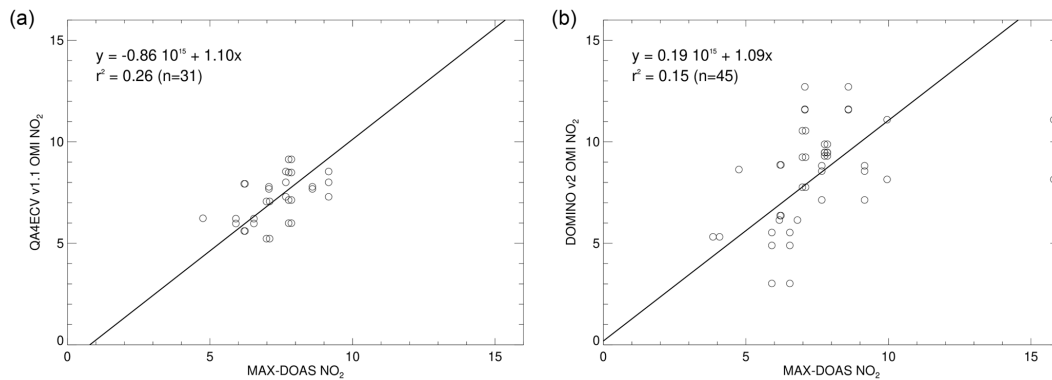 (a)
y = -0.86 10¹⁵ + 1.10x
r² = 0.26 (n=31)
QA4ECV v1.1 OMI NO₂
15
10
5
0
0 5 10 15
MAX-DOAS NO₂
(b)
y = 0.19 10¹⁵ + 1.09x
r² = 0.15 (n=45)
DOMINO v2 OMI NO₂
15
10
5
0
0 5 10 15
MAX-DOAS NO₂